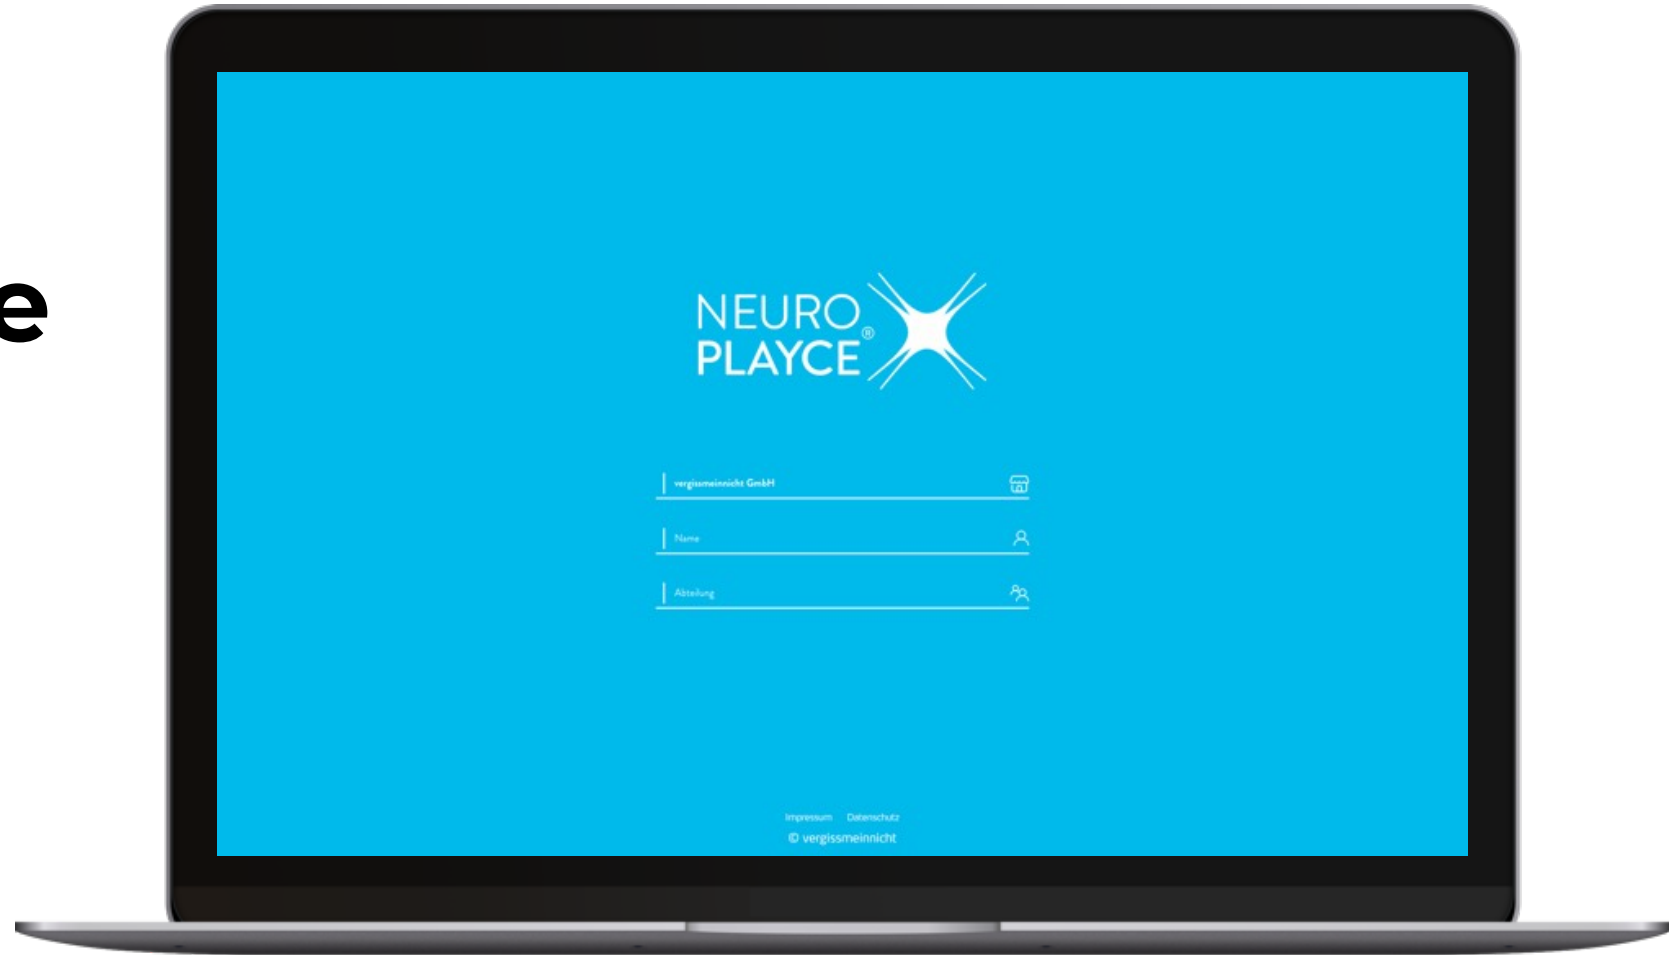 e
NEURO
PLAYCE®
vergissmeinnicht GmbH
Name
Abteilung
Impressum Datenschutz
© vergissmeinnicht